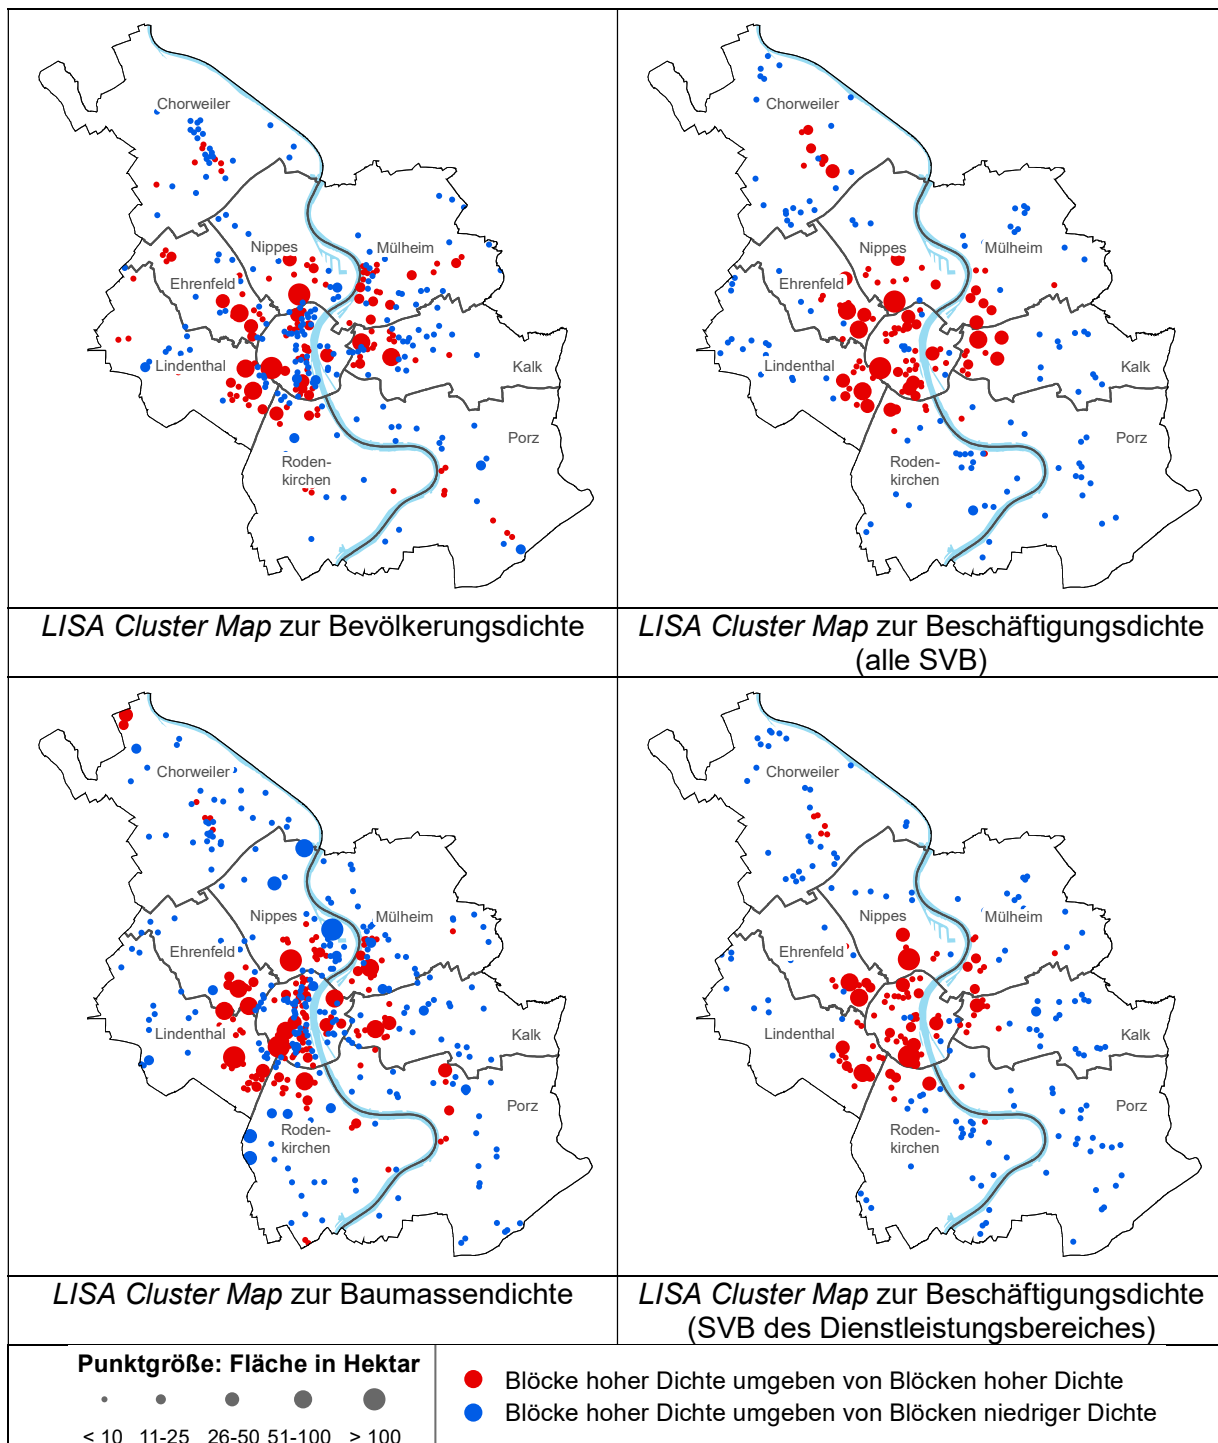 Chorweiler
Nippes
Mülheim
Ehrenfeld
Lindenthal
Kalk
Porz
Roden-
kirchen
Chorweiler
Nippes
Mülheim
Ehrenfeld
Lindenthal
Kalk
Porz
Roden-
kirchen
LISA Cluster Map zur Bevölkerungsdichte
LISA Cluster Map zur Beschäftigungsdichte
(alle SVB)
Chorweiler
Nippes
Mülheim
Ehrenfeld
Lindenthal
Kalk
Porz
Roden-
kirchen
Chorweiler
Nippes
Mülheim
Ehrenfeld
Lindenthal
Kalk
Porz
Roden-
kirchen
LISA Cluster Map zur Baumassendichte
LISA Cluster Map zur Beschäftigungsdichte
(SVB des Dienstleistungsbereiches)
Punktgröße: Fläche in Hektar
< 10 11-25 26-50 51-100 > 100
Blöcke hoher Dichte umgeben von Blöcken hoher Dichte
Blöcke hoher Dichte umgeben von Blöcken niedriger Dichte